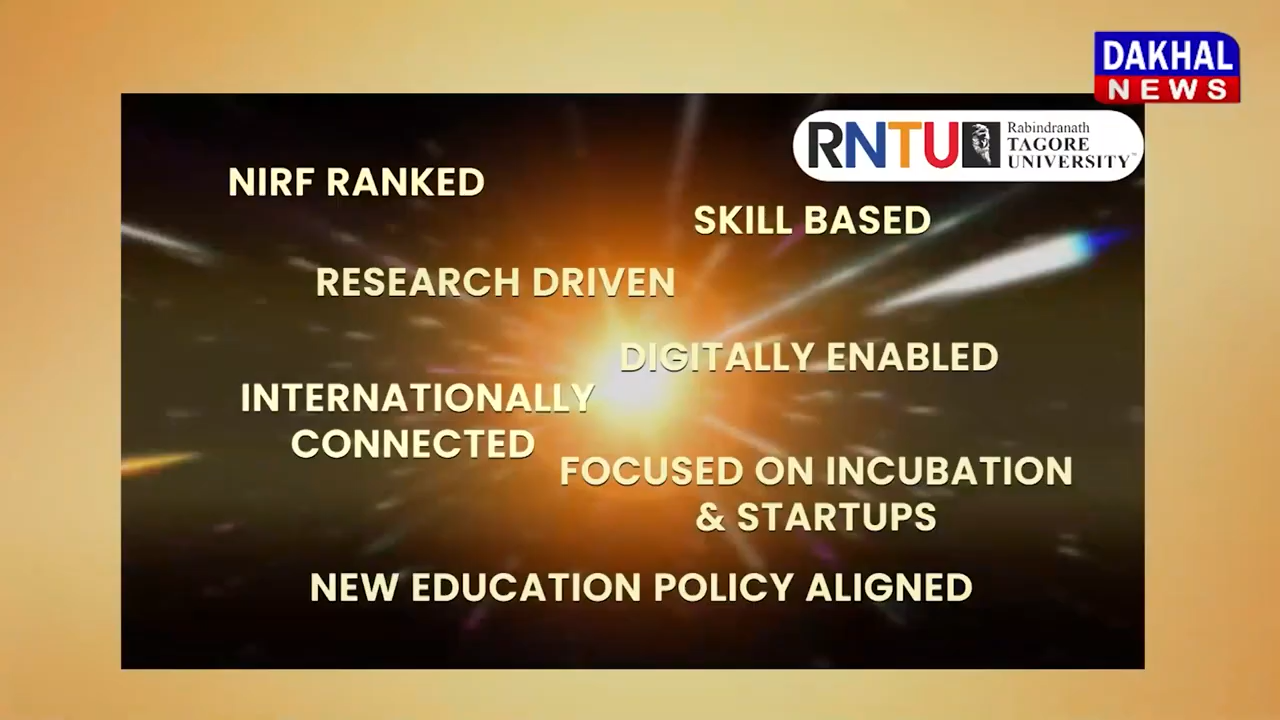 DAKHAL
NEWS
RNTU
Rabindranath
TAGORE
UNIVERSITY™
NIRF RANKED
SKILL BASED
RESEARCH DRIVEN
DIGITALLY ENABLED
INTERNATIONALLY
CONNECTED
FOCUSED ON INCUBATION
& STARTUPS
NEW EDUCATION POLICY ALIGNED